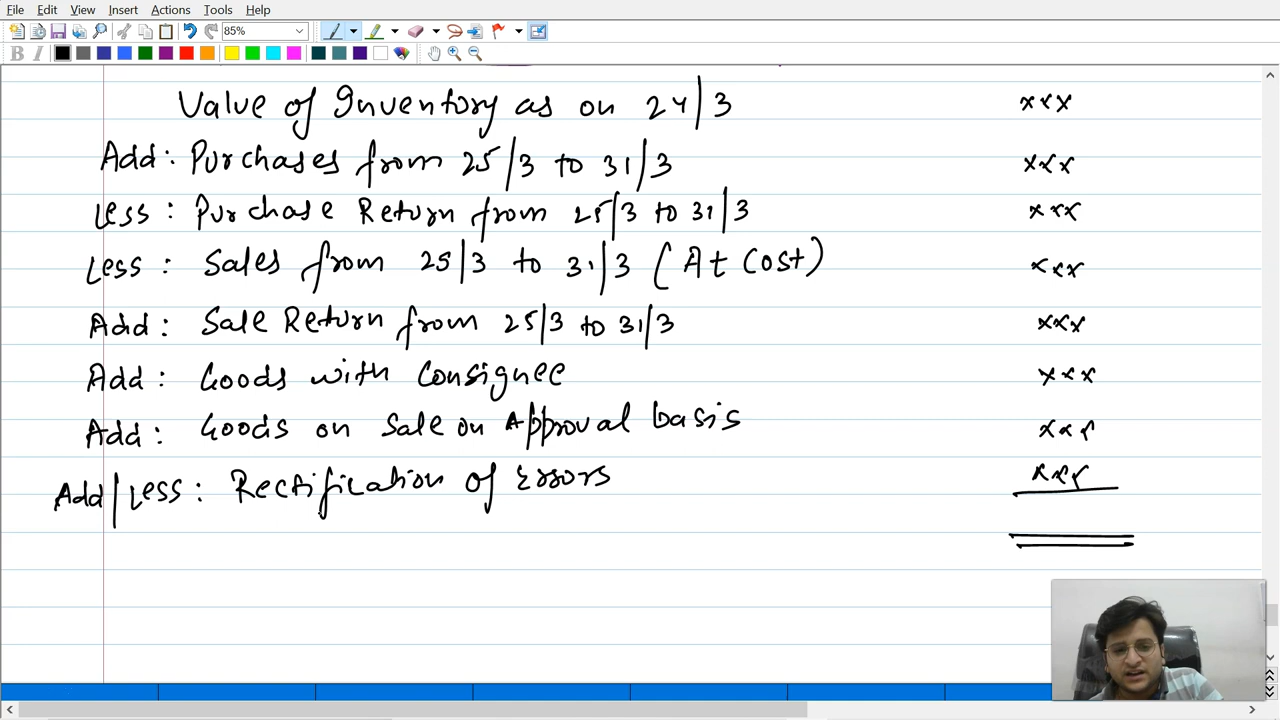 File Edit View Insert Actions Tools Help
85%
B I
Value of Inventory as on 24/3 xxx
Add: Purchases from 25/3 to 31/3 xxx
Less: Purchase Return from 25/3 to 31/3 xxx
Less: Sales from 25/3 to 31/3 (At Cost) xxx
Add: Sale Return from 25/3 to 31/3 xxx
Add: Goods with Consignee xxx
Add: Goods on Sale on Approval basis xxx
Add/Less: Rectification of Errors xxx